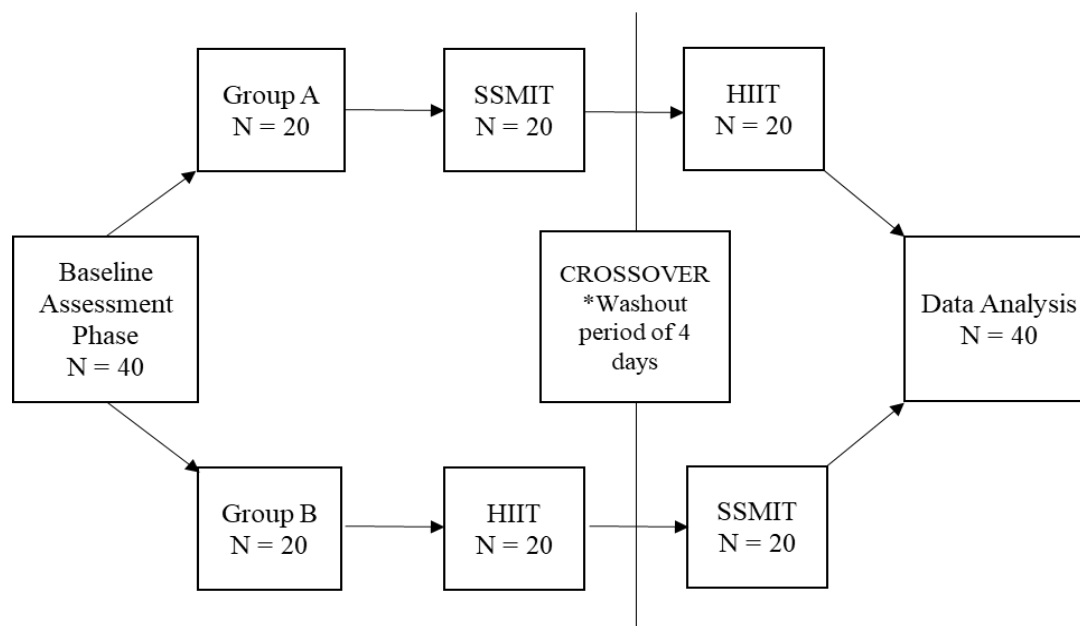 Group A
N = 20
SSMIT
N = 20
HIIT
N = 20
Baseline
Assessment
Phase
N = 40
CROSSOVER
*Washout
period of 4
days
Data Analysis
N = 40
Group B
N = 20
HIIT
N = 20
SSMIT
N = 20